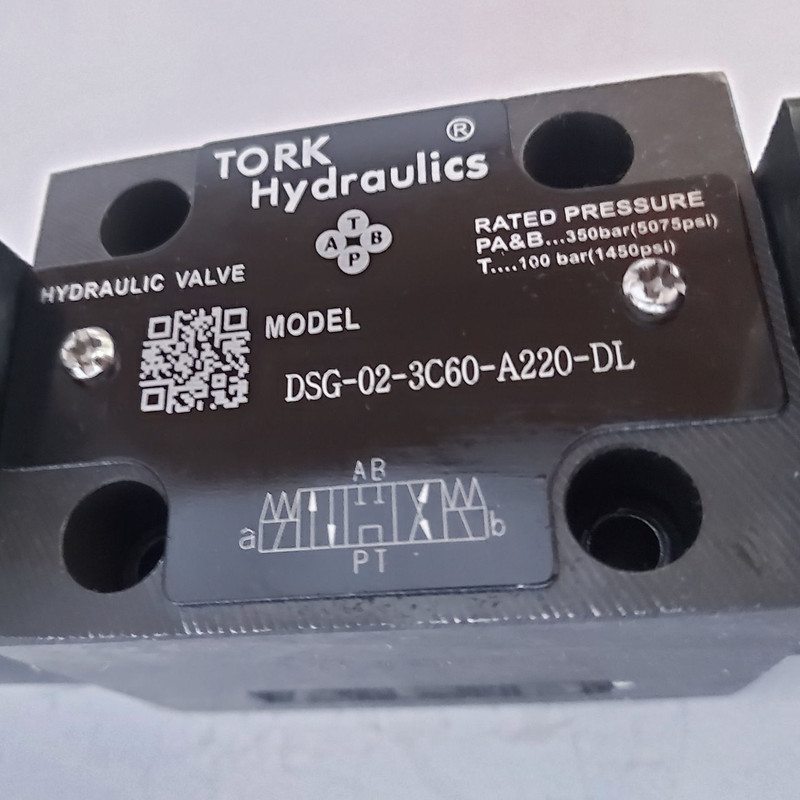 TORK ®
Hydraulics
T
A B
P
RATED PRESSURE
PA&B...350bar(5075psi)
T....100 bar(1450psi)
HYDRAULIC VALVE
MODEL
DSG-02-3C60-A220-DL
AB
a b
PT